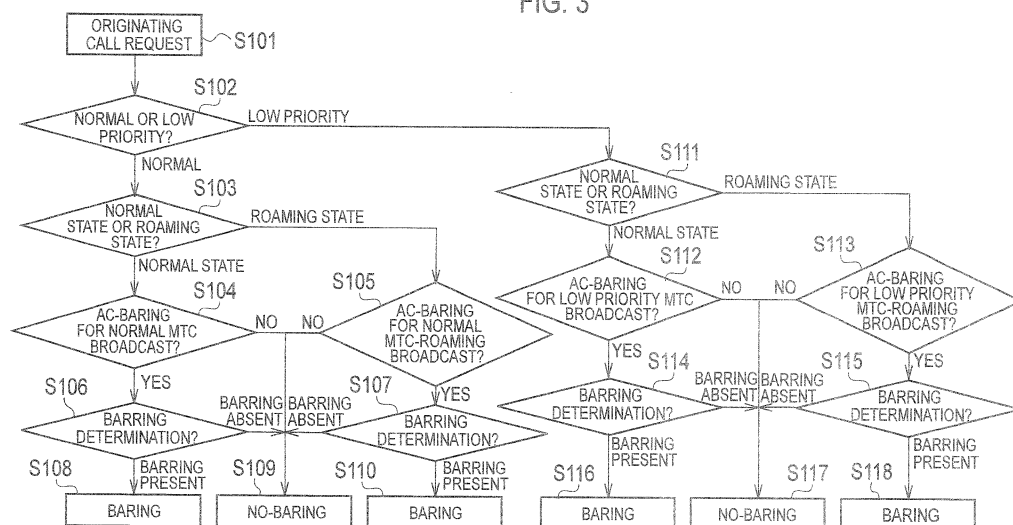 FIG. 3
ORIGINATING
CALL REQUEST
S101
S102
NORMAL OR LOW
PRIORITY?
LOW PRIORITY
NORMAL
S103
NORMAL
STATE OR ROAMING
STATE?
ROAMING STATE
NORMAL STATE
S104
AC-BARING
FOR NORMAL MTC
BROADCAST?
NO
NO
S105
AC-BARING
FOR NORMAL
MTC-ROAMING
BROADCAST?
YES
YES
S106
BARRING
DETERMINATION?
BARRING
ABSENT
BARRING
ABSENT
S107
BARRING
DETERMINATION?
BARRING
PRESENT
BARRING
PRESENT
S108
BARING
S109
NO-BARING
S110
BARING
S111
NORMAL
STATE OR ROAMING
STATE?
ROAMING STATE
NORMAL STATE
S112
AC-BARING
FOR LOW PRIORITY MTC
BROADCAST?
NO
NO
S113
AC-BARING
FOR LOW PRIORITY
MTC-ROAMING
BROADCAST?
YES
YES
S114
BARRING
DETERMINATION?
BARRING
ABSENT
BARRING
ABSENT
S115
BARRING
DETERMINATION?
BARRING
PRESENT
BARRING
PRESENT
S116
BARING
S117
NO-BARING
S118
BARING